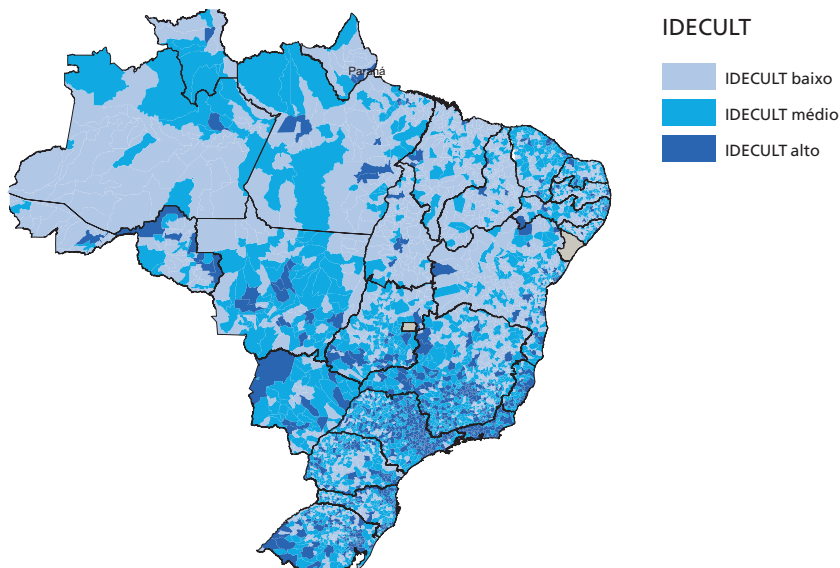 IDECULT
Paraná
IDECULT baixo
IDECULT médio
IDECULT alto